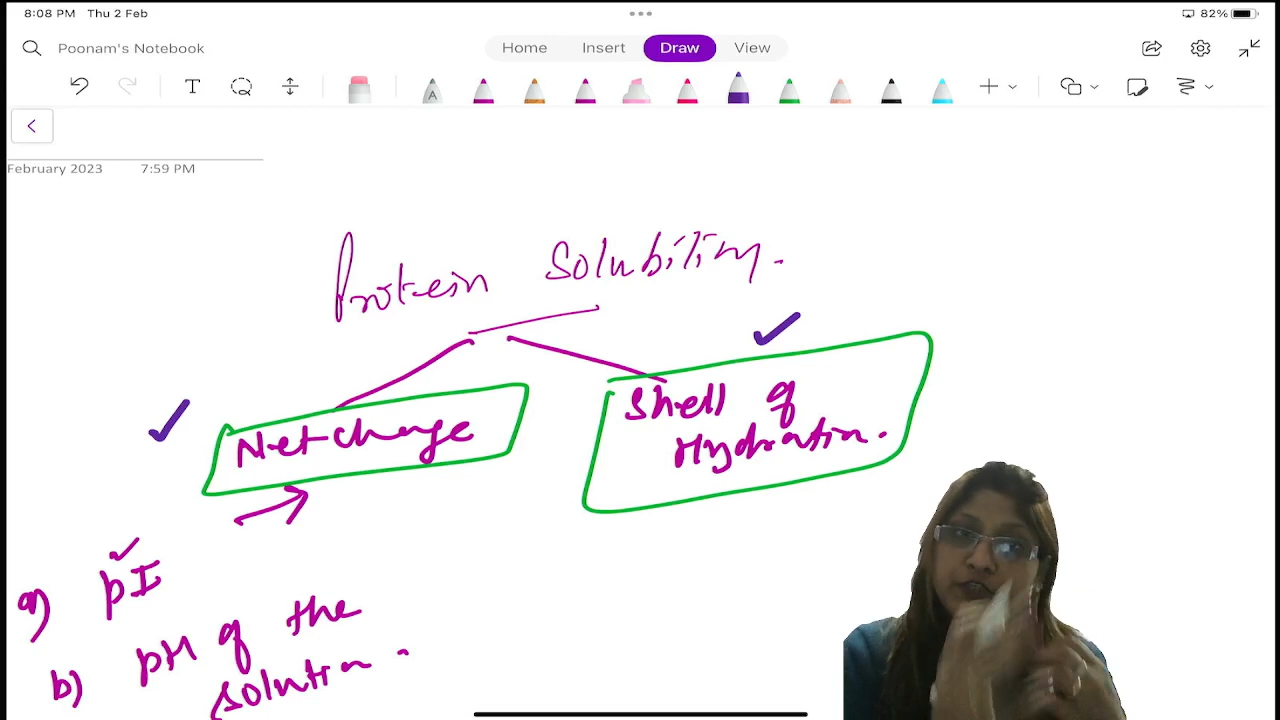 8:08 PM Thu 2 Feb
82%
Poonam's Notebook
Home Insert Draw View
T
A
February 2023 7:59 PM
Protein Solubility.
Net charge
Shell of
Hydration.
a) pI
b) pH of the
solution.